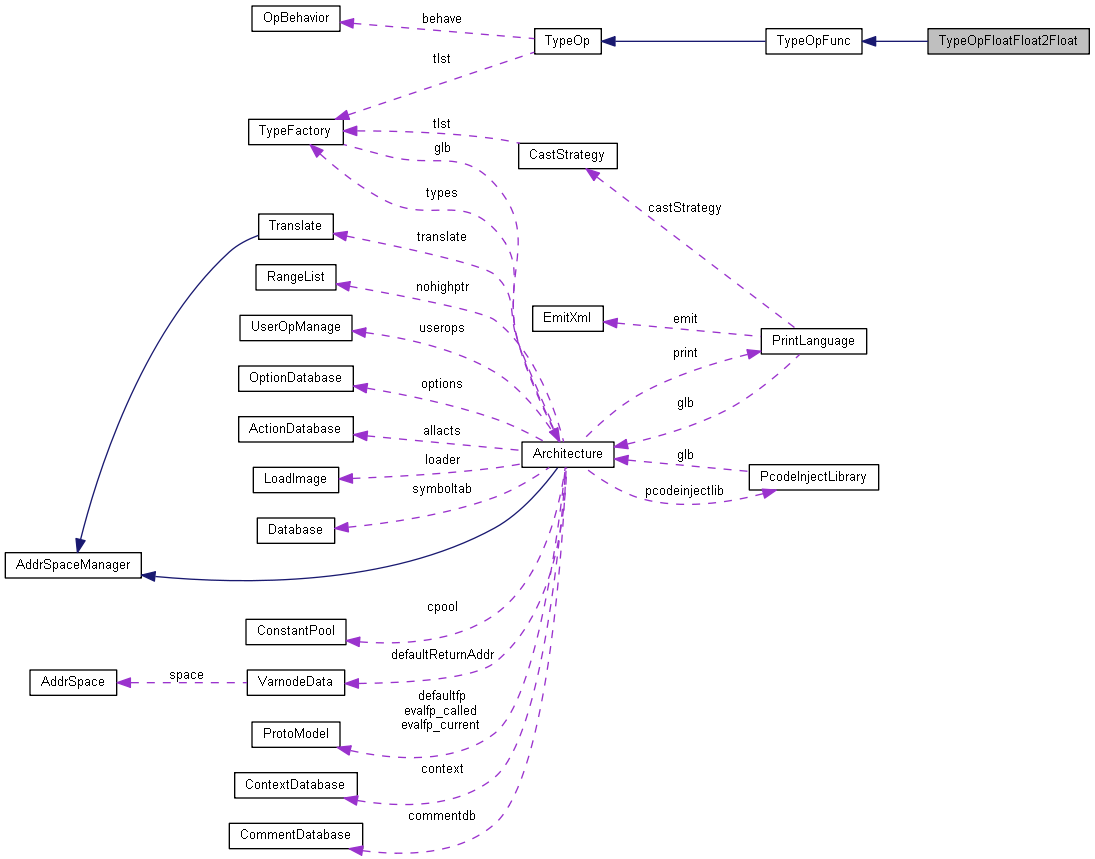 OpBehavior
behave
TypeOp
TypeOpFunc
TypeOpFloatFloat2Float
tlst
TypeFactory
tlst
glb
CastStrategy
types
castStrategy
Translate
translate
RangeList
nohighptr
EmitXml
emit
UserOpManage
userops
PrintLanguage
print
OptionDatabase
options
glb
ActionDatabase
allacts
Architecture
loader
glb
LoadImage
PcodeInjectLibrary
symboltab
pcodeinjectlib
Database
AddrSpaceManager
cpool
ConstantPool
defaultReturnAddr
AddrSpace
space
VarnodeData
defaultfp
evalfp_called
evalfp_current
ProtoModel
context
ContextDatabase
commentdb
CommentDatabase